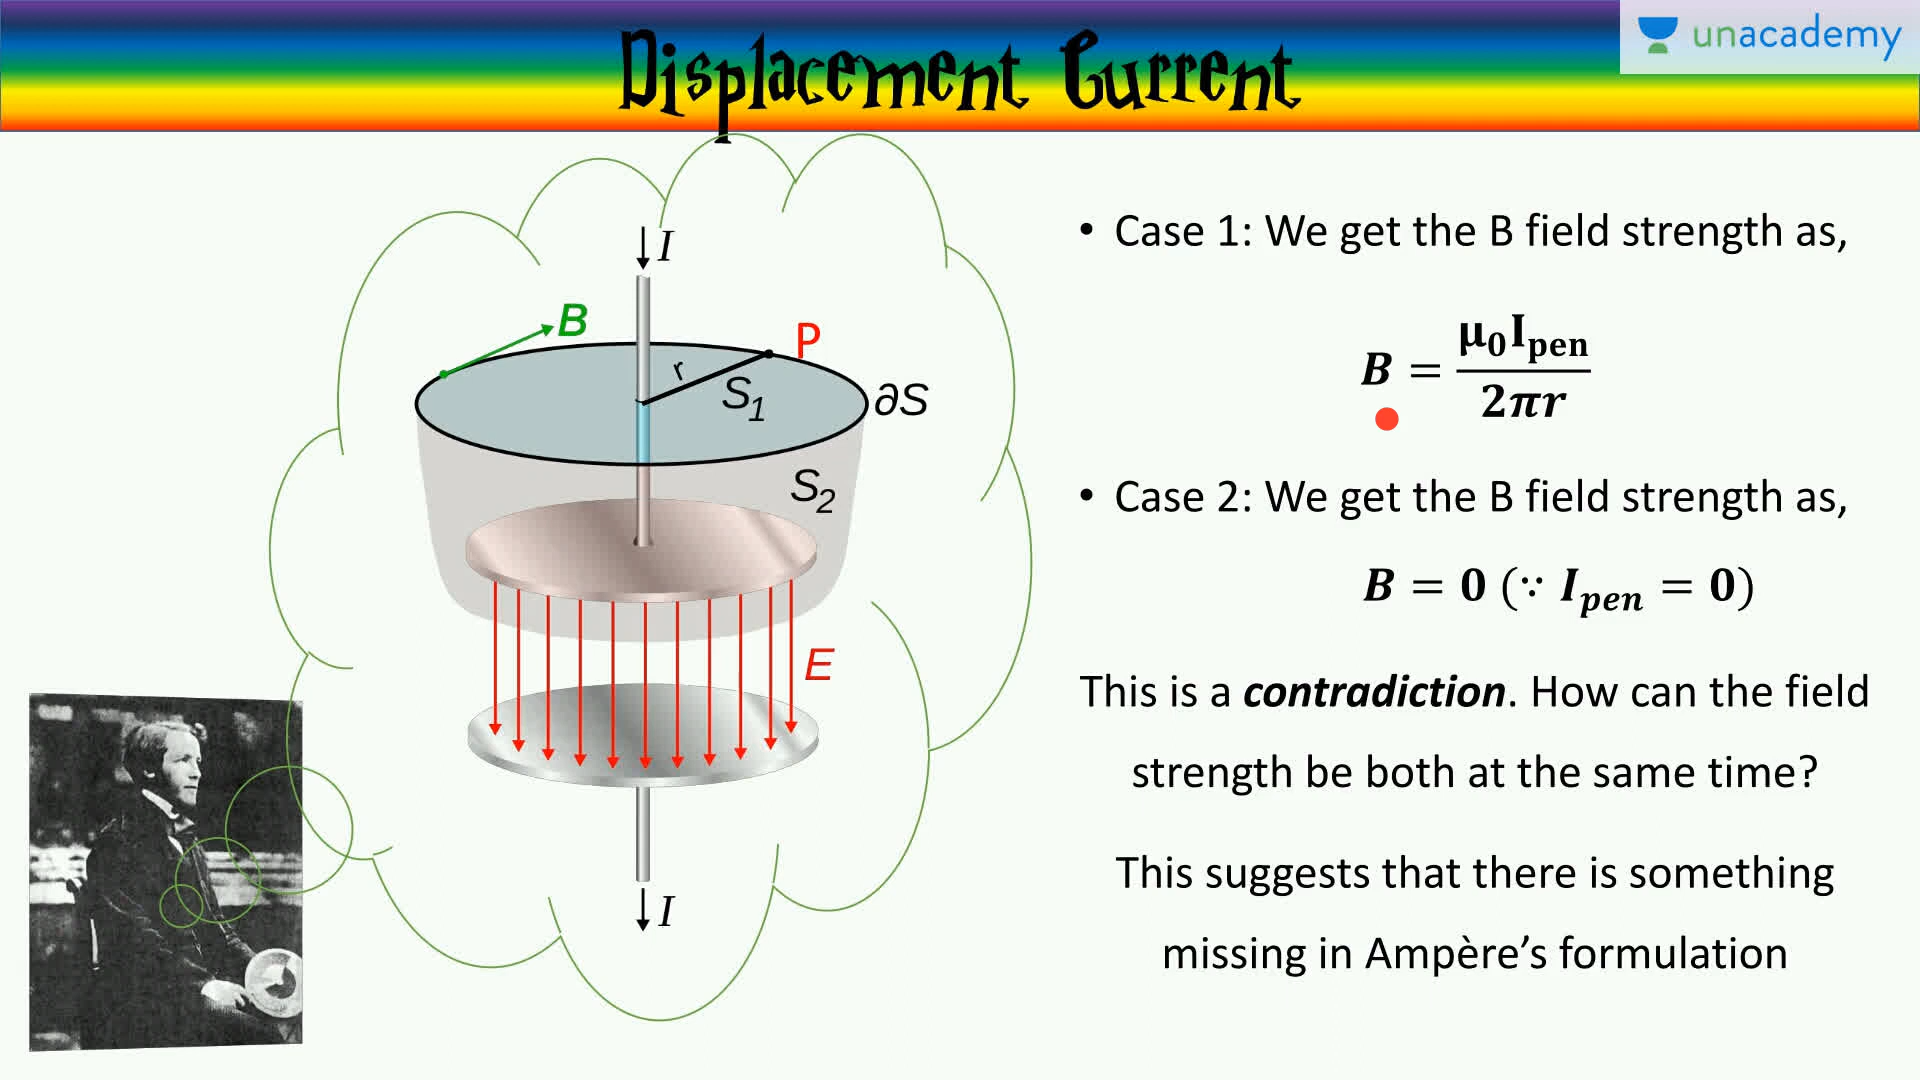 Displacement Current
unacademy
I
B
P
r
S1
∂S
S2
E
I
• Case 1: We get the B field strength as,
B = μ₀I_pen / 2πr
• Case 2: We get the B field strength as,
B = 0 (∵ I_pen = 0)
This is a contradiction. How can the field
strength be both at the same time?
This suggests that there is something
missing in Ampère’s formulation